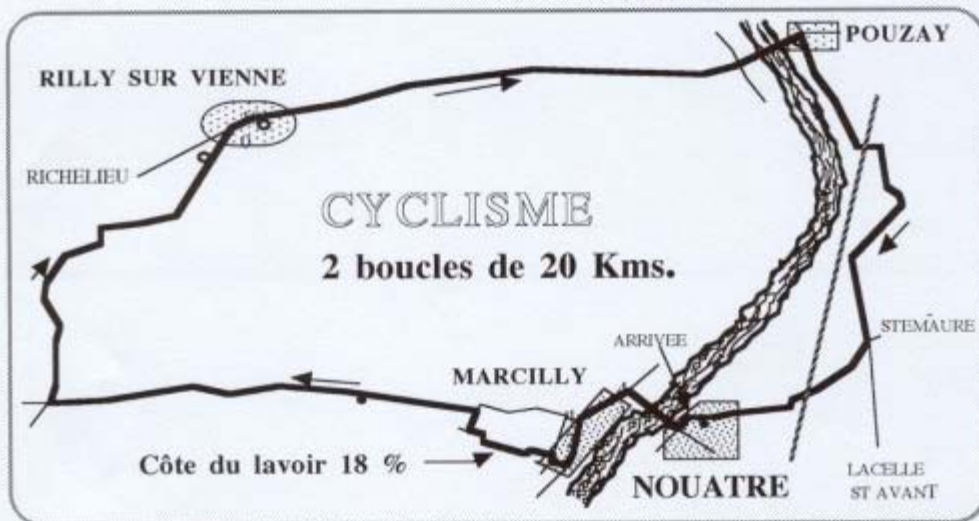 POUZAY
RILLY SUR VIENNE
RICHELIEU
CYCLISME
2 boucles de 20 Kms.
STEMAURE
ARRIVEE
MARCILLY
Côte du lavoir 18 %
NOUATRE
LACELLE
ST AVANT